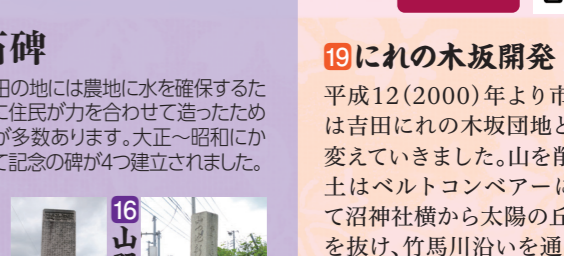 碑
田の地には農地に水を確保するた
に住民が力を合わせて造ったため
が多数あります。大正～昭和にか
て記念の碑が4つ建立されました。
16
山
19にれの木坂開発
平成12(2000)年より市
は吉田にれの木坂団地と
変えていきました。山を削
土はベルトコンベアーに
て沼神社横から太陽の丘
を抜け、竹馬川沿いを通